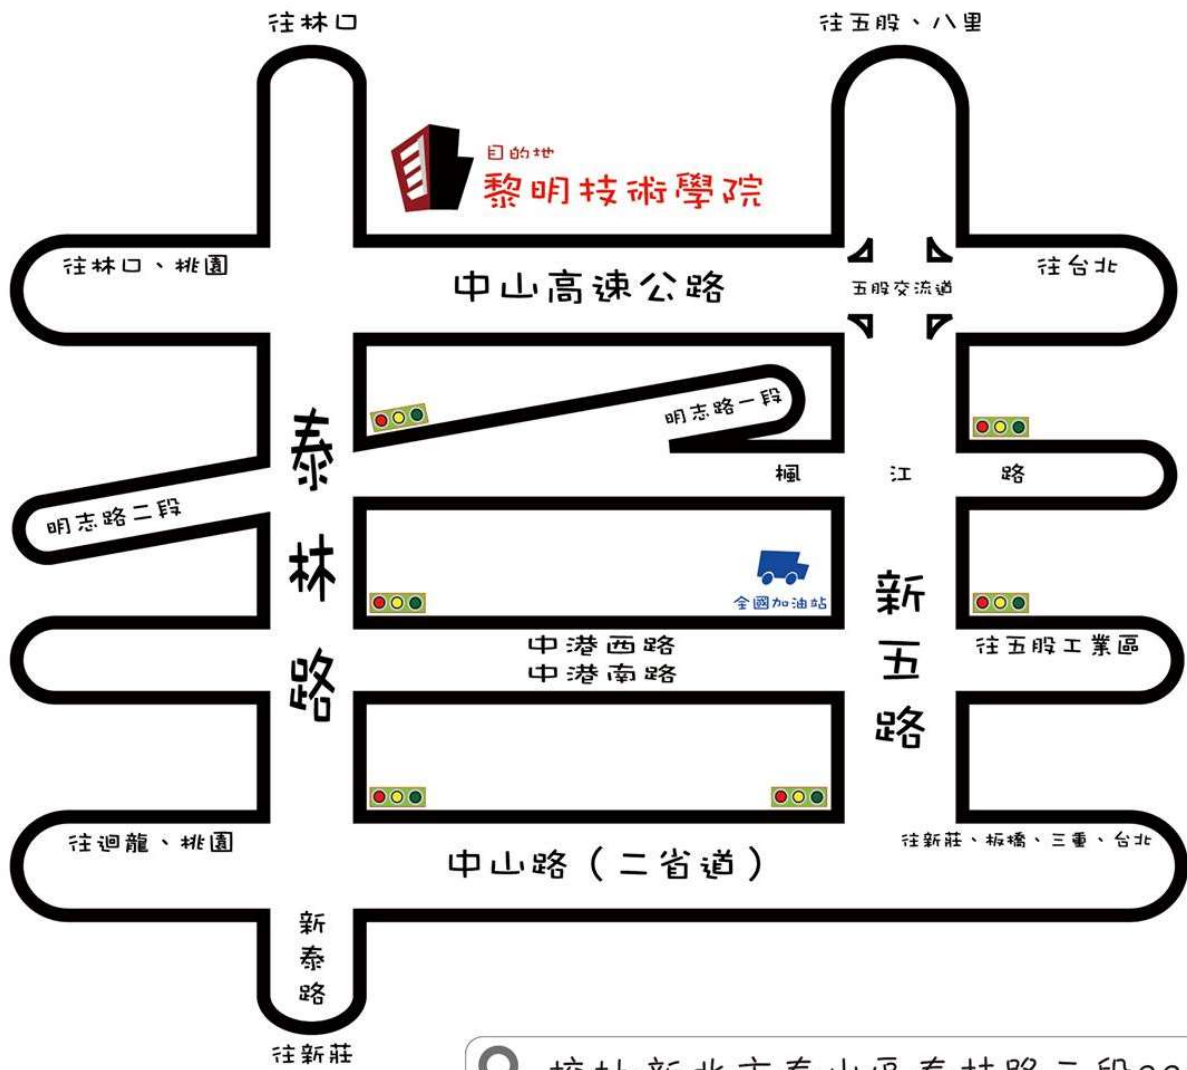 往林口
往五股、八里
目的地
黎明技術學院
往林口、桃園
中山高速公路
五股交流道
往台北
明志路一段
泰林路
楓江路
明志路二段
全國加油站
新五路
中港西路
中港南路
往五股工業區
往迴龍、桃園
中山路（二省道）
往新莊、板橋、三重、台北
新泰路
往新莊